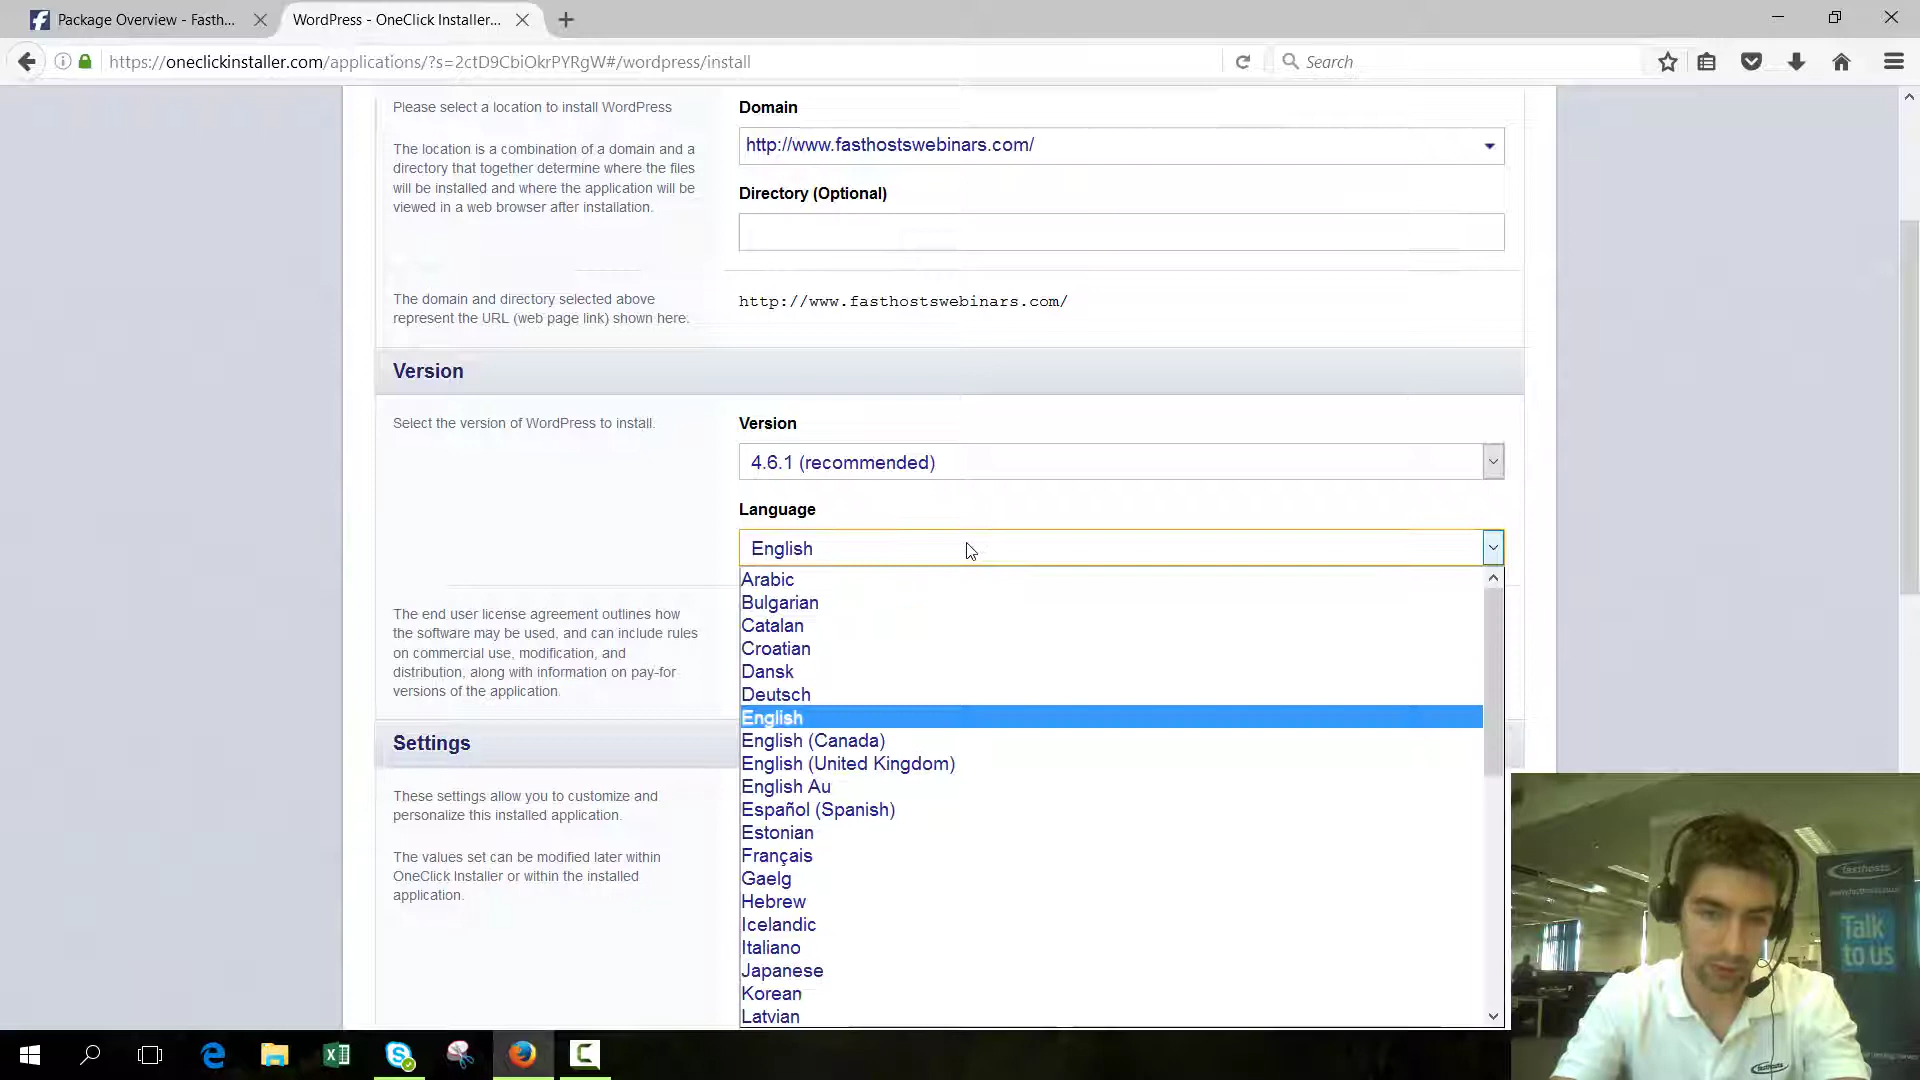 Package Overview - Fasth...
WordPress - OneClick Installer...
https://oneclickinstaller.com/applications/?s=2ctD9CbiOkrPYRgW#/wordpress/install
Search
Please select a location to install WordPress
The location is a combination of a domain and a
directory that together determine where the files
will be installed and where the application will be
viewed in a web browser after installation.
Domain
http://www.fasthostswebinars.com/
Directory (Optional)
The domain and directory selected above
represent the URL (web page link) shown here.
http://www.fasthostswebinars.com/
Version
Select the version of WordPress to install.
Version
4.6.1 (recommended)
Language
English
Arabic
Bulgarian
Catalan
Croatian
Dansk
Deutsch
English
English (Canada)
English (United Kingdom)
English Au
Español (Spanish)
Estonian
Français
Gaelg
Hebrew
Icelandic
Italiano
Japanese
Korean
Latvian
The end user license agreement outlines how
the software may be used, and can include rules
on commercial use, modification, and
distribution, along with information on pay-for
versions of the application.
Settings
These settings allow you to customize and
personalize this installed application.
The values set can be modified later within
OneClick Installer or within the installed
application.
fasthosts
Talk
to us
fasthosts